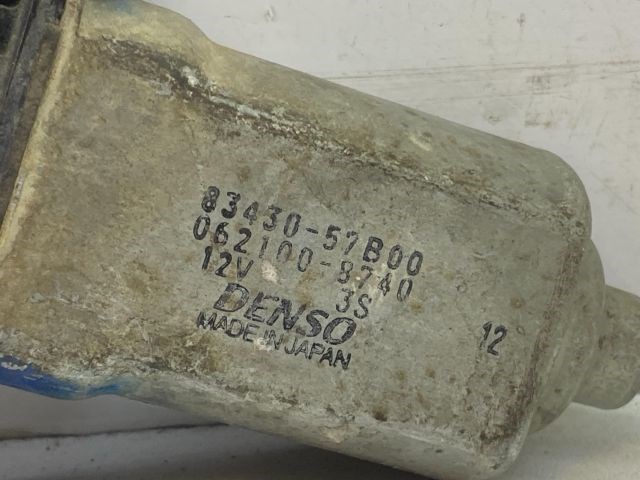 83430-57B00
062100-8740
12V 3S
DENSO
MADE IN JAPAN
12